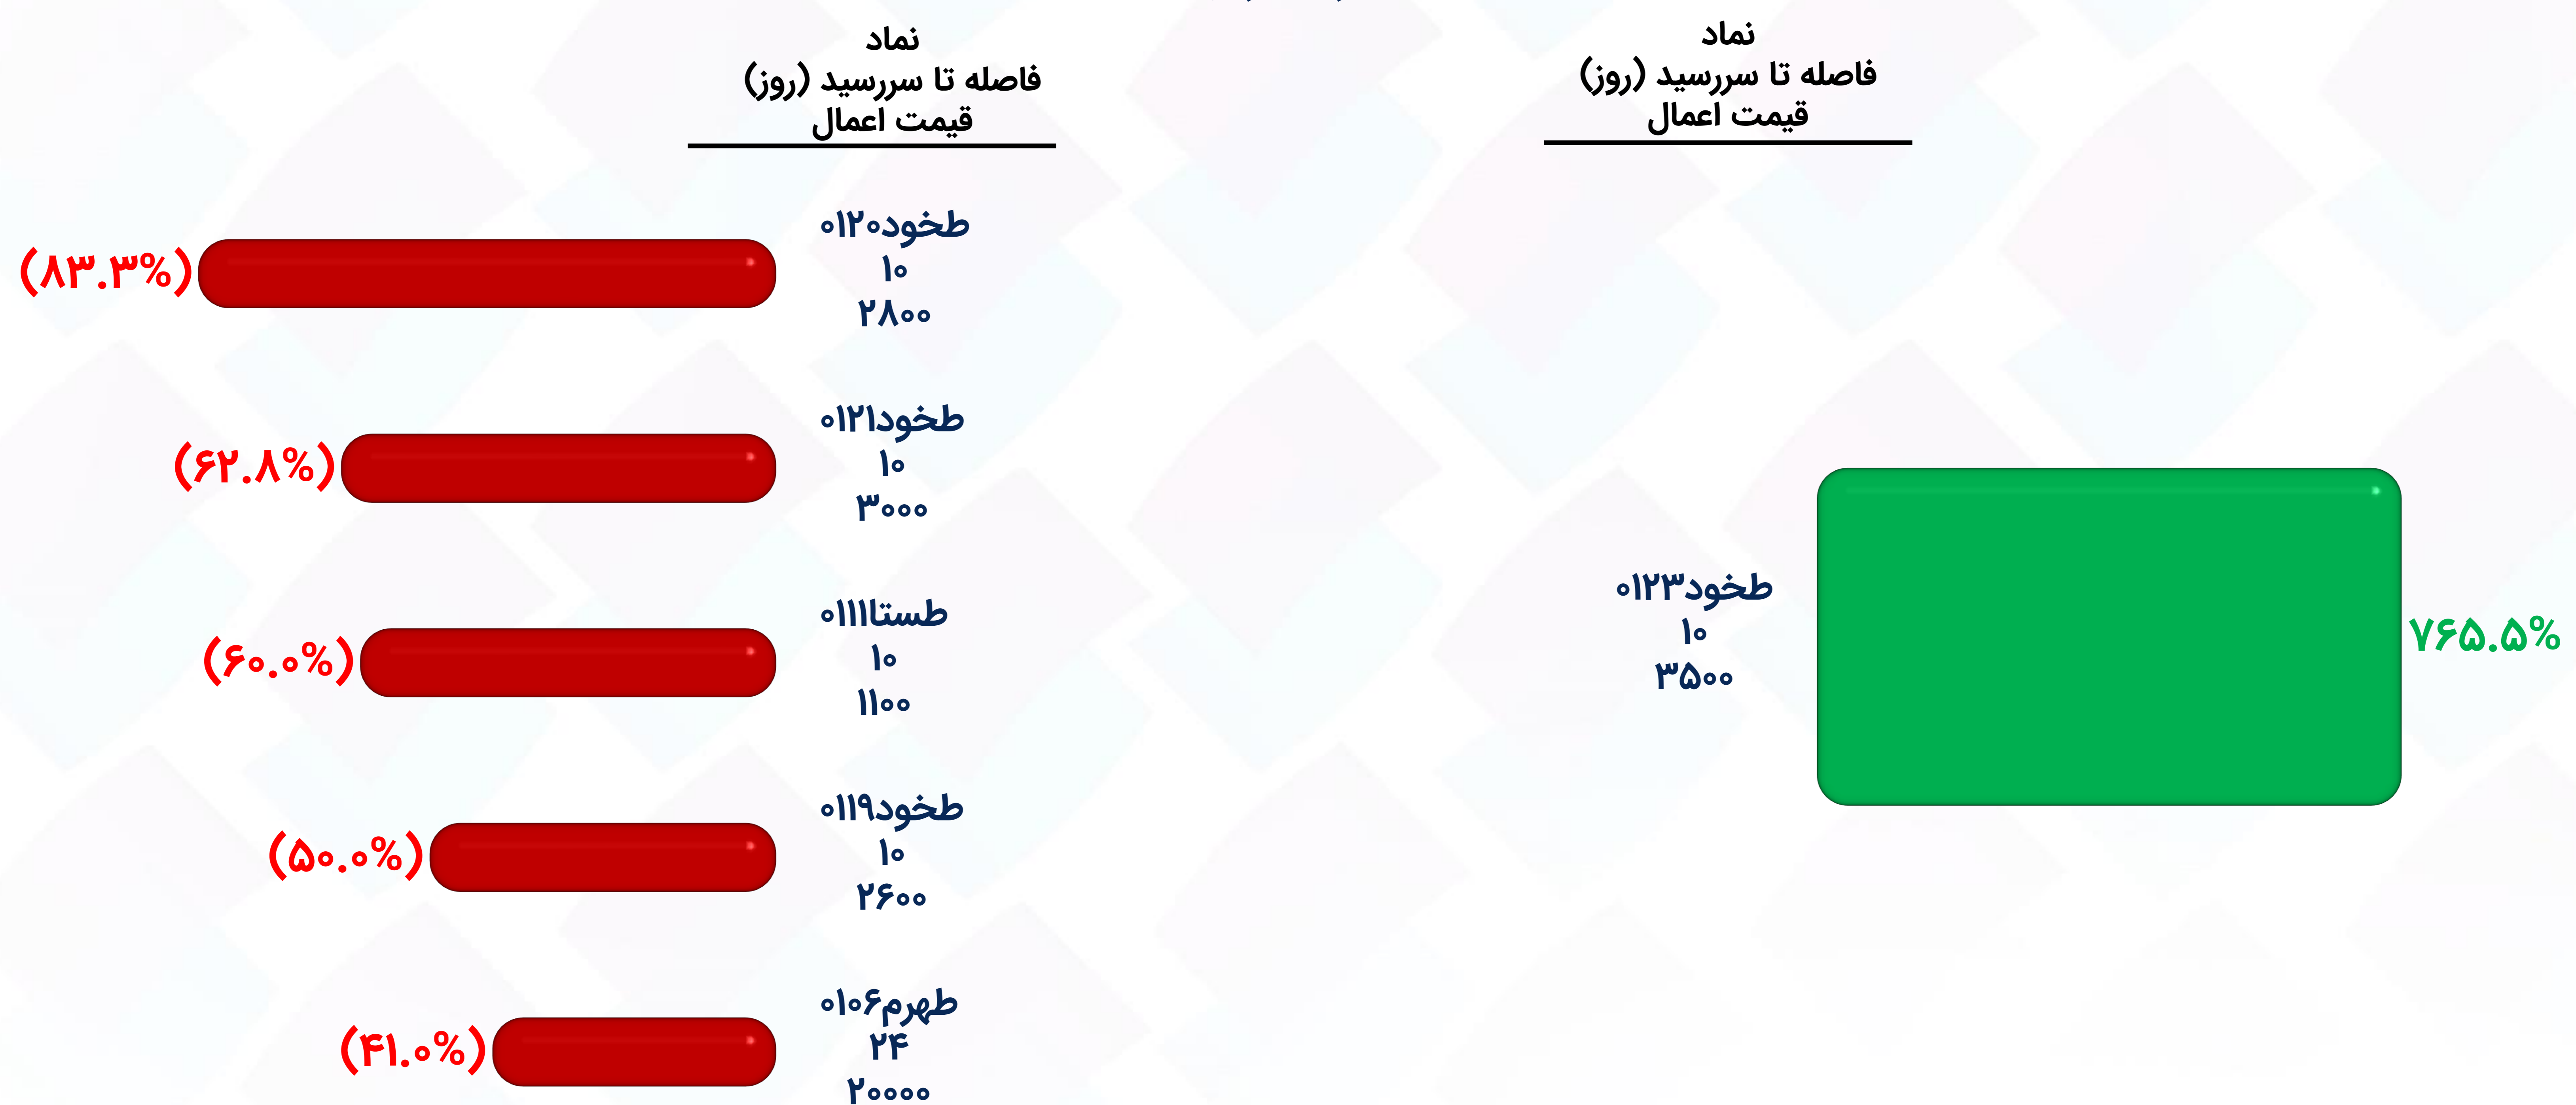 نماد
فاصله تا سررسید (روز)
قیمت اعمال
طخود۰۱۲۳
۱۰
۳۵۰۰
۷۶۵.۵%
نماد
فاصله تا سررسید (روز)
قیمت اعمال
طخود۰۱۲۰
۱۰
۲۸۰۰
(۸۳.۳%)
طخود۰۱۲۱
۱۰
۳۰۰۰
(۶۲.۸%)
طستا۰۱۱۱
۱۰
۱۱۰۰
(۶۰.۰%)
طخود۰۱۱۹
۱۰
۲۶۰۰
(۵۰.۰%)
طهرم۰۱۰۶
۲۴
۲۰۰۰۰
(۴۱.۰%)